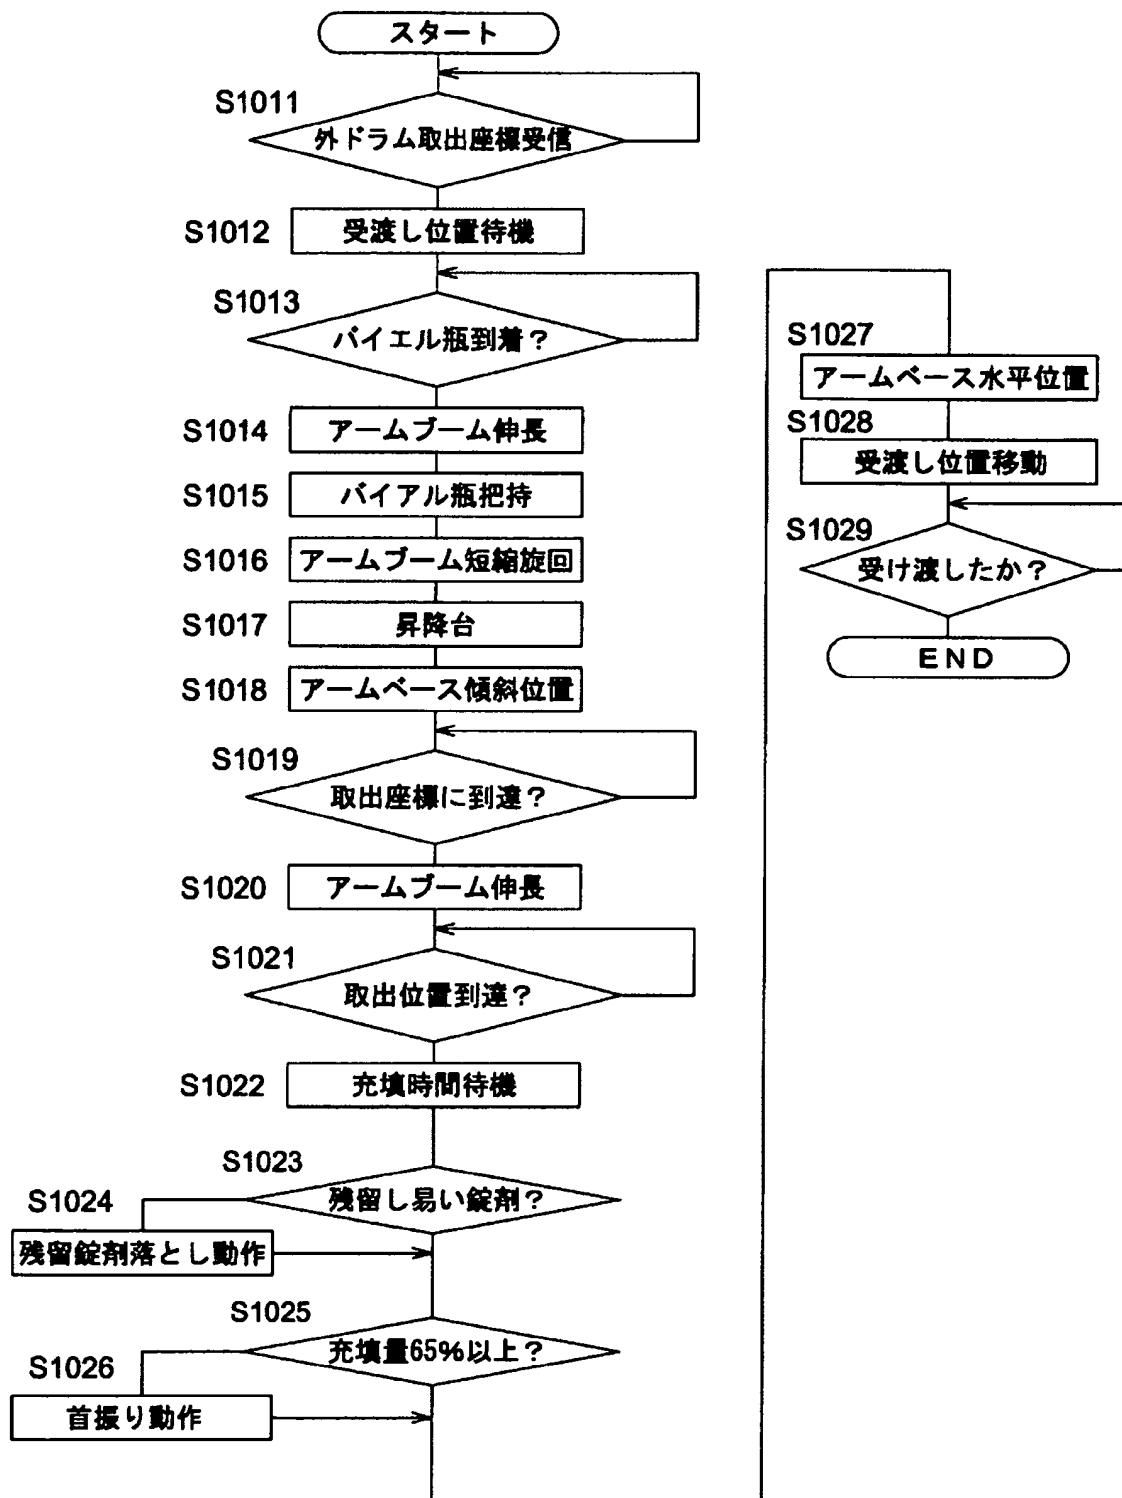 スタート
S1011
外ドラム取出座標受信
S1012
受渡し位置待機
S1013
バイエル瓶到着？
S1014
アームブーム伸長
S1015
バイアル瓶把持
S1016
アームブーム短縮旋回
S1017
昇降台
S1018
アームベース傾斜位置
S1019
取出座標に到達？
S1020
アームブーム伸長
S1021
取出位置到達？
S1022
充填時間待機
S1023
残留し易い錠剤？
S1024
残留錠剤落とし動作
S1025
充填量65%以上？
S1026
首振り動作
S1027
アームベース水平位置
S1028
受渡し位置移動
S1029
受け渡したか？
END